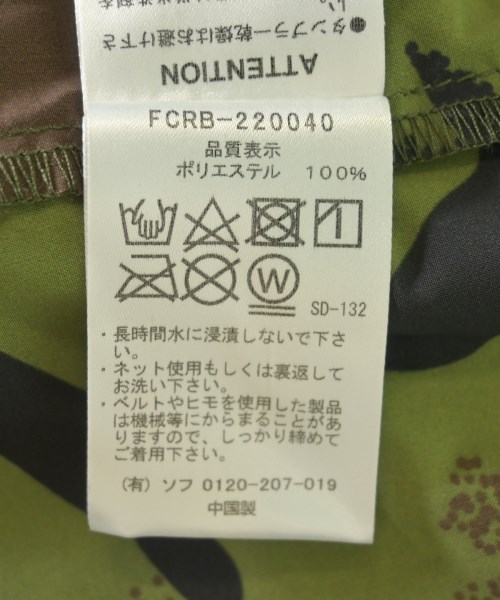 い。
●タンブラー乾燥はお避け下さ
ATTENTION
FCRB-220040
品質表示
ポリエステル 100%
W
SD-132
・長時間水に浸漬しないで下さ
い。
・ネット使用もしくは裏返して
お洗い下さい。
・ベルトやヒモを使用した製品
は機械等にからまることがあ
りますので、しっかり締めて
ご着用下さい。
(有) ソフ 0120-207-019
中国製